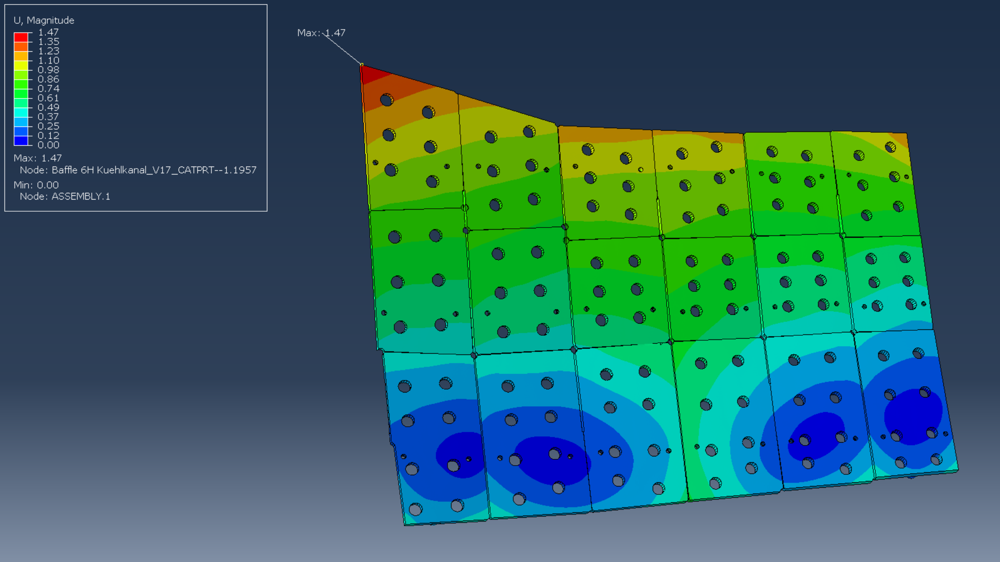 U, Magnitude
1.47
1.35
1.23
1.10
0.98
0.86
0.74
0.61
0.49
0.37
0.25
0.12
0.00
Max: 1.47
Node: Baffle 6H Kuehlkanal_V17_CATPRT--1.1957
Min: 0.00
Node: ASSEMBLY.1
Max: 1.47